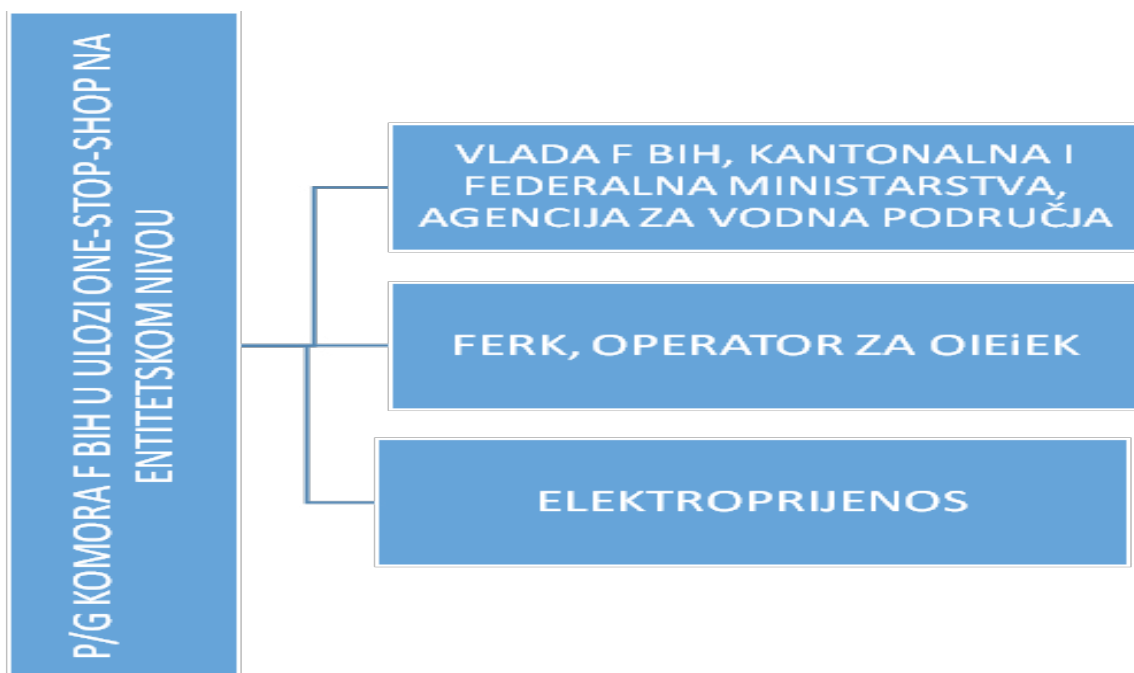 P/G KOMORA F BIH U ULOZI ONE-STOP-SHOP NA
ENTITETSKOM NIVOU
VLADA F BIH, KANTONALNA I
FEDERALNA MINISTARSTVA,
AGENCIJA ZA VODNA PODRUČJA
FERK, OPERATOR ZA OIEiEK
ELEKTROPRIJENOS